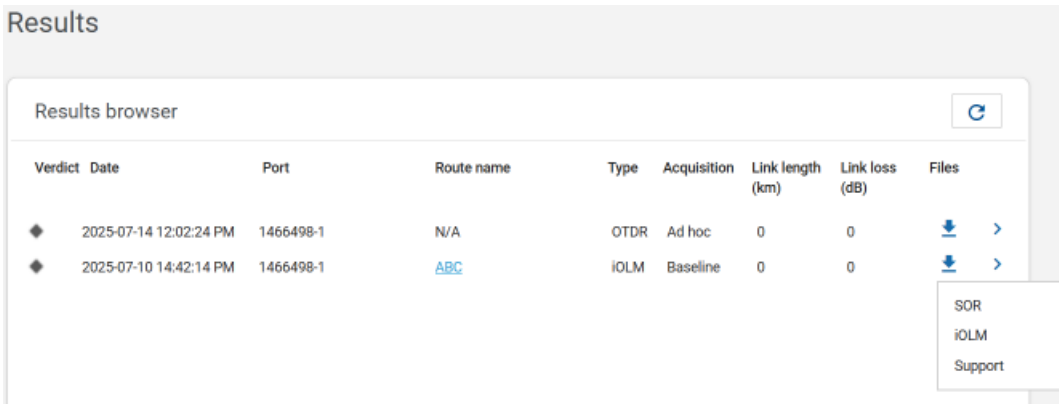 Results
Results browser
Verdict Date Port Route name Type Acquisition Link length (km) Link loss (dB) Files
2025-07-14 12:02:24 PM 1466498-1 N/A OTDR Ad hoc 0 0
2025-07-10 14:42:14 PM 1466498-1 ABC iOLM Baseline 0 0
SOR
iOLM
Support